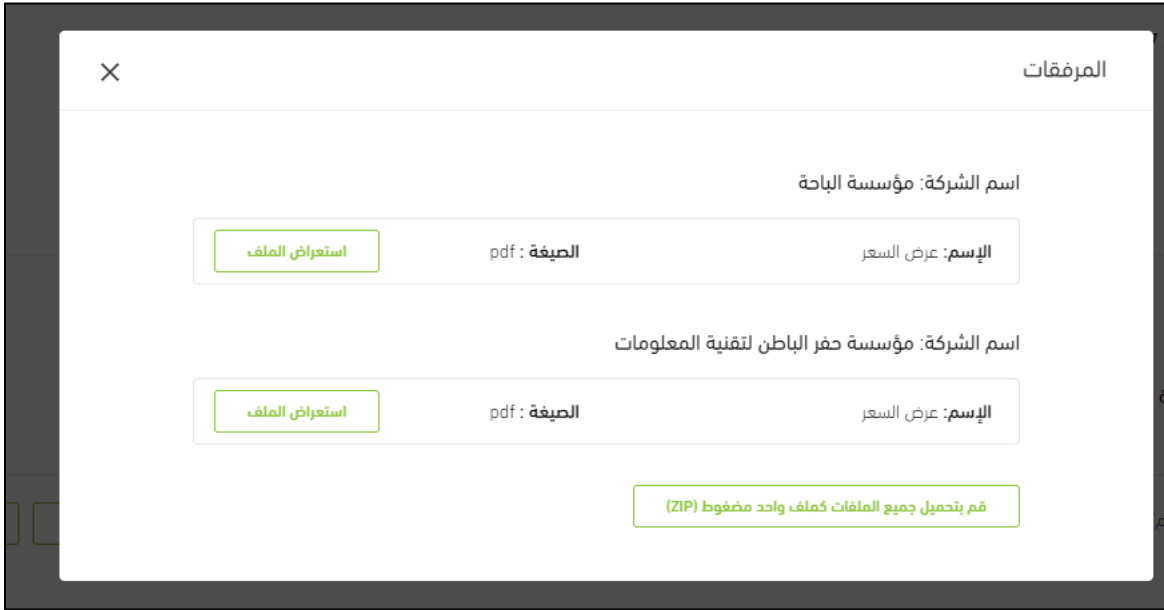 المرفقات
اسم الشركة: مؤسسة الباحة
الإسم: عرض السعر الصيغة : pdf استعراض الملف
اسم الشركة: مؤسسة حفر الباطن لتقنية المعلومات
الإسم: عرض السعر الصيغة : pdf استعراض الملف
قم بتحميل جميع الملفات كملف واحد مضغوط (ZIP)